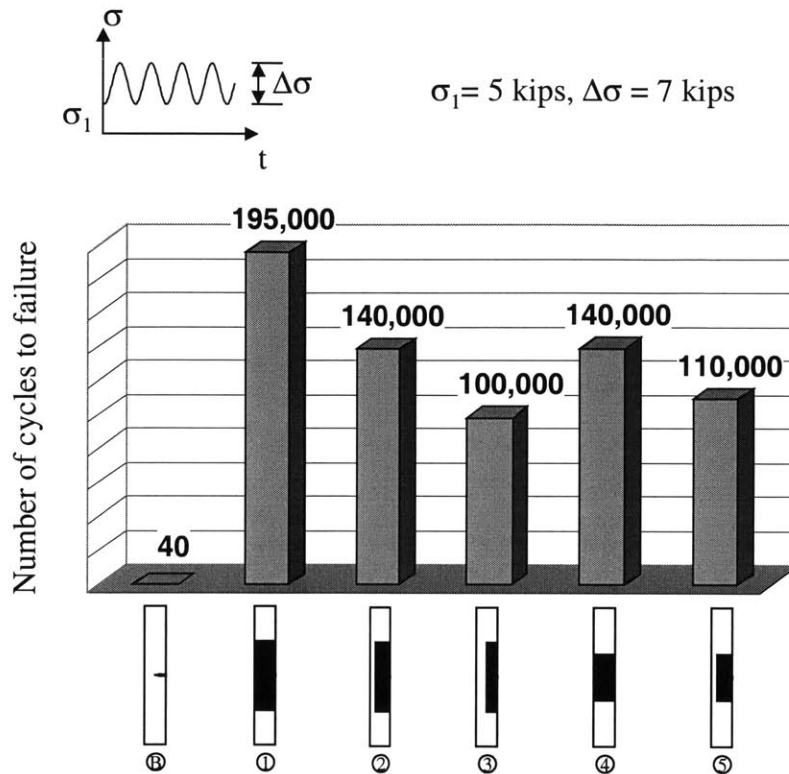 σ
Δσ
σ₁
t
σ₁= 5 kips, Δσ = 7 kips
Number of cycles to failure
40
195,000
140,000
100,000
140,000
110,000
Ⓑ ① ② ③ ④ ⑤